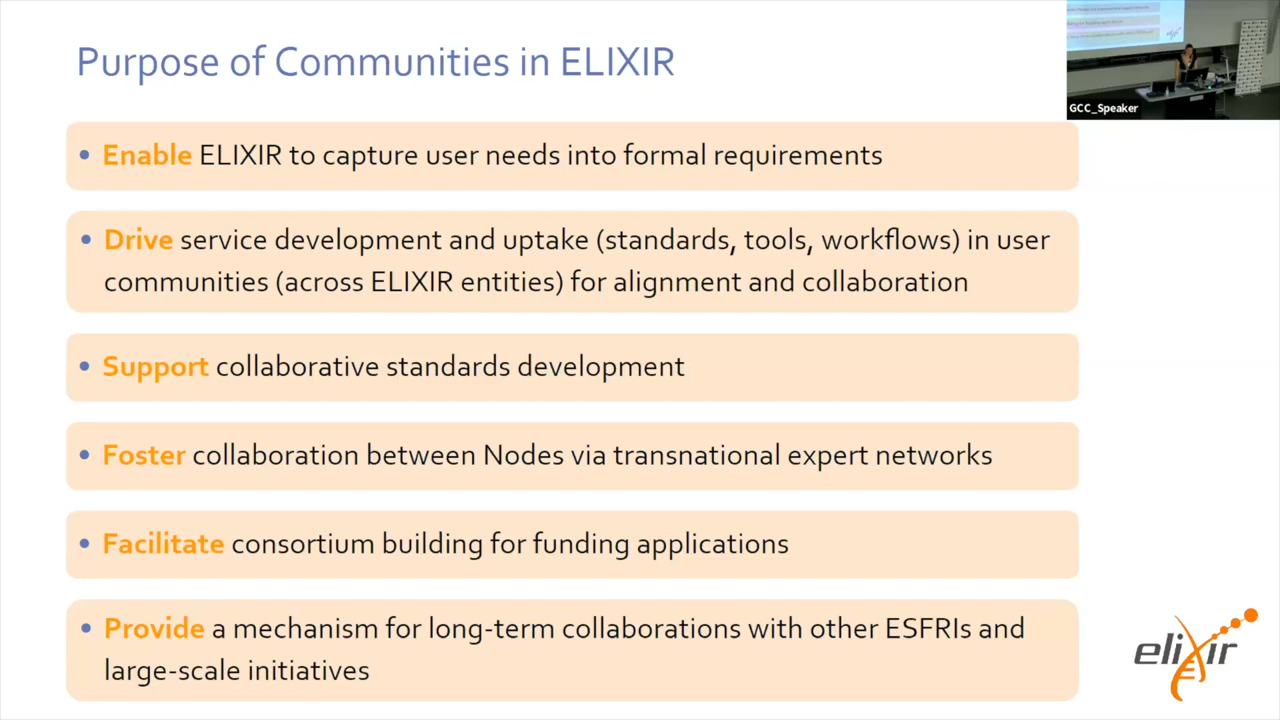 Purpose of Communities in ELIXIR
GCC_Speaker
• Enable ELIXIR to capture user needs into formal requirements
• Drive service development and uptake (standards, tools, workflows) in user
communities (across ELIXIR entities) for alignment and collaboration
• Support collaborative standards development
• Foster collaboration between Nodes via transnational expert networks
• Facilitate consortium building for funding applications
• Provide a mechanism for long-term collaborations with other ESFRIs and
large-scale initiatives
elixir